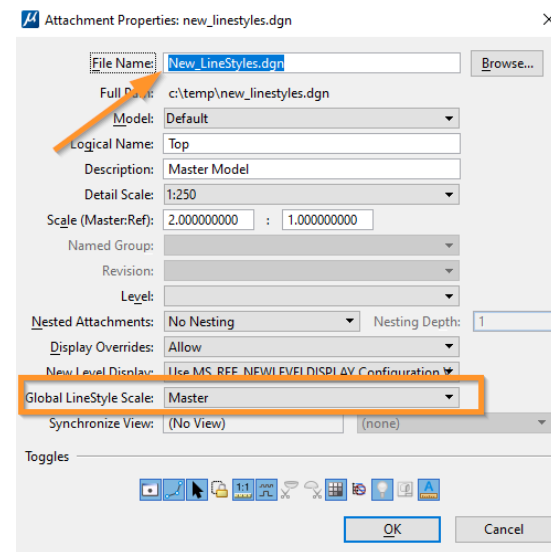 Attachment Properties: new_linestyles.dgn
File Name: New_LineStyles.dgn Browse...
Full Path: c:\temp\new_linestyles.dgn
Model: Default
Logical Name: Top
Description: Master Model
Detail Scale: 1:250
Scale (Master:Ref): 2.000000000 : 1.000000000
Named Group:
Revision:
Level:
Nested Attachments: No Nesting Nesting Depth: 1
Display Overrides: Allow
New Level Display: Use MS_REF_NEWLEVELDISPLAY Configuration
Global LineStyle Scale: Master
Synchronize View: (No View) (none)
Toggles
1:1 A
OK Cancel